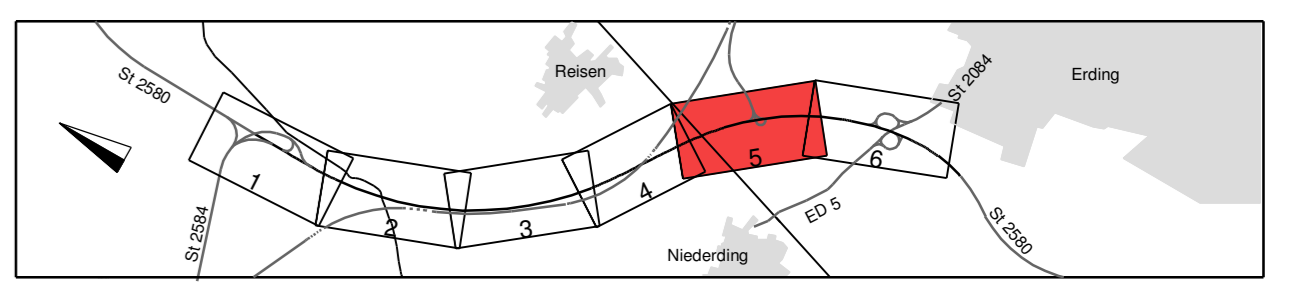 St 2580
Reisen
St 2084
Erding
1
2
3
4
5
6
St 2584
ED 5
Niederding
St 2580